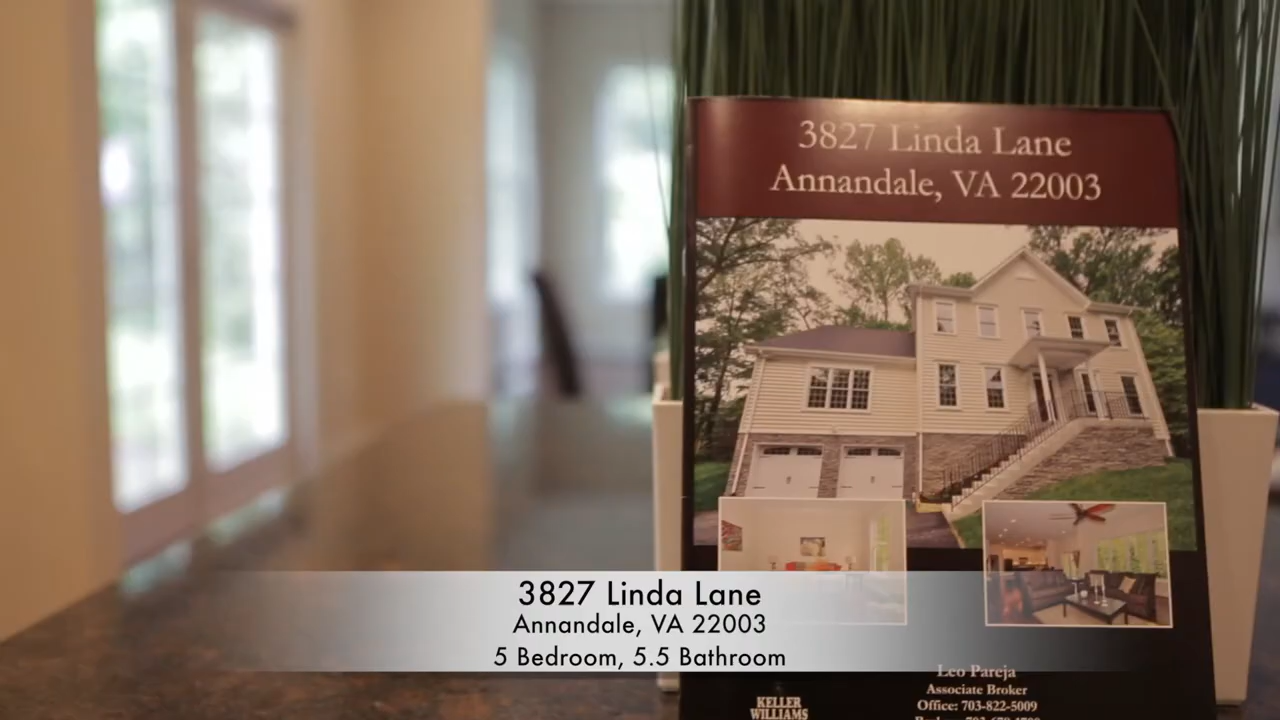 3827 Linda Lane
Annandale, VA 22003
3827 Linda Lane
Annandale, VA 22003
5 Bedroom, 5.5 Bathroom
Leo Pareja
Associate Broker
Office: 703-822-5009
KELLER
WILLIAMS